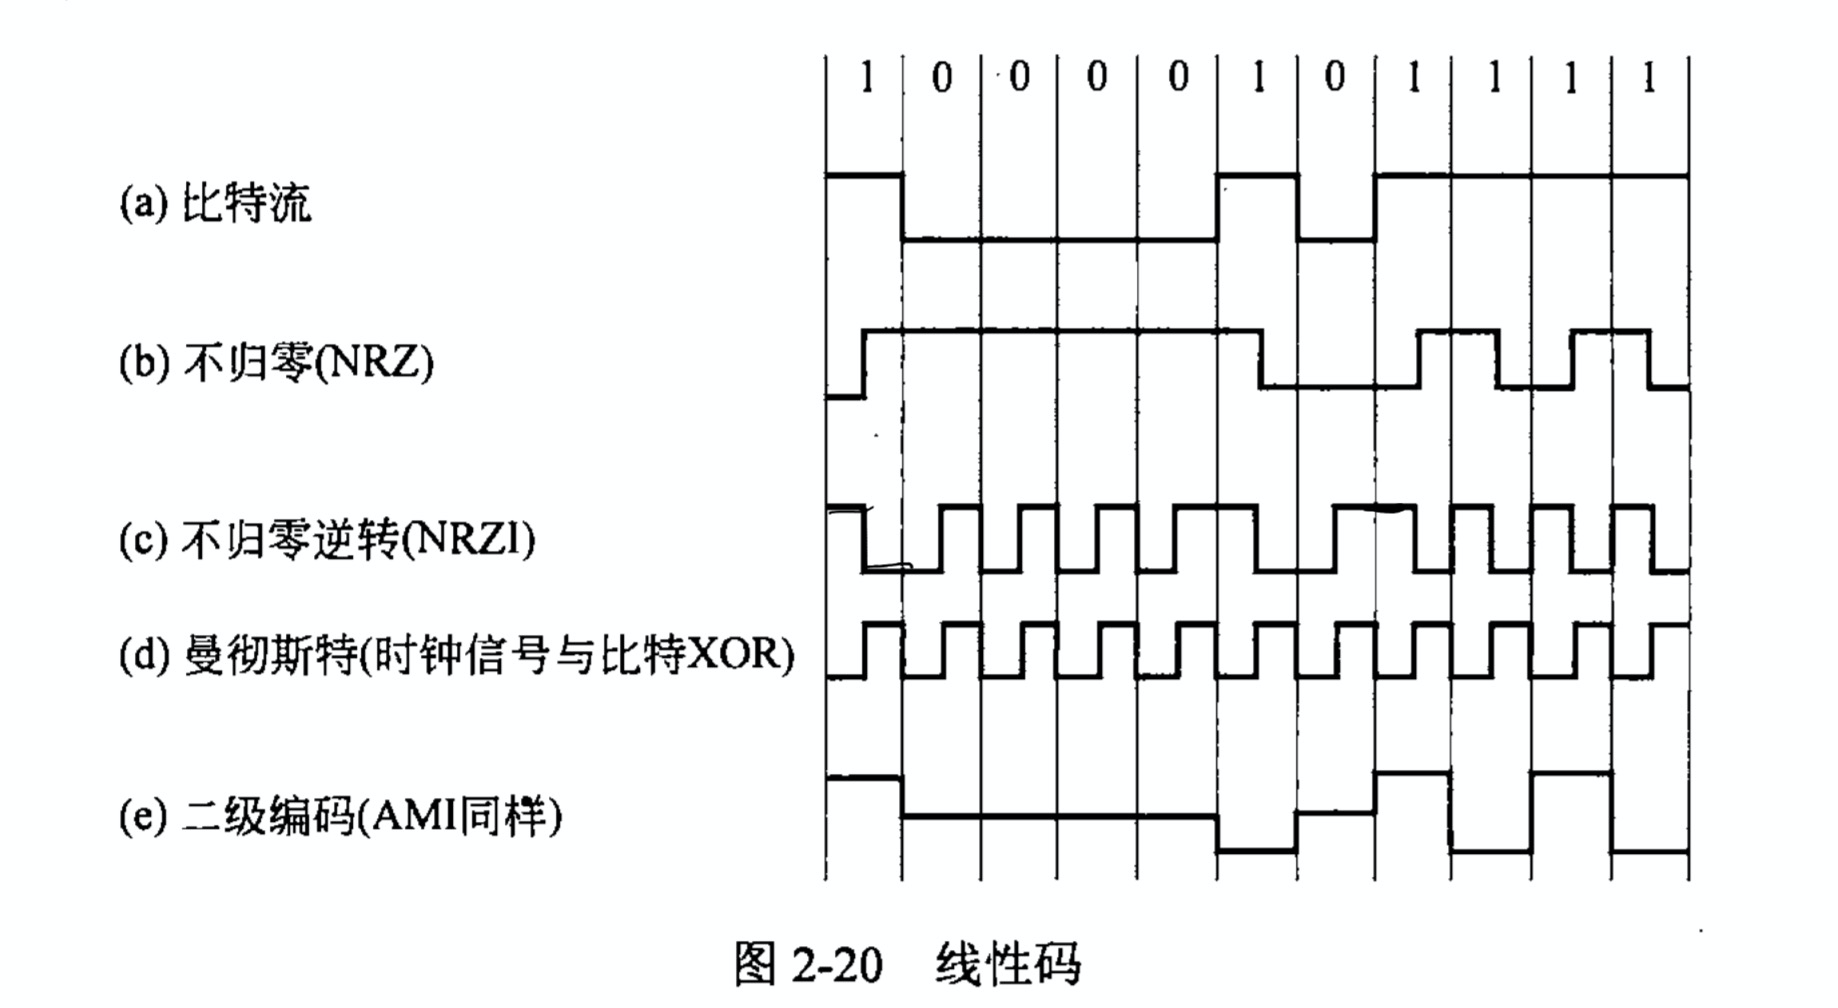 1 0 0 0 0 1 0 1 1 1 1
(a) 比特流
(b) 不归零(NRZ)
(c) 不归零逆转(NRZI)
(d) 曼彻斯特(时钟信号与比特XOR)
(e) 二级编码(AMI同样)
图 2-20 线性码